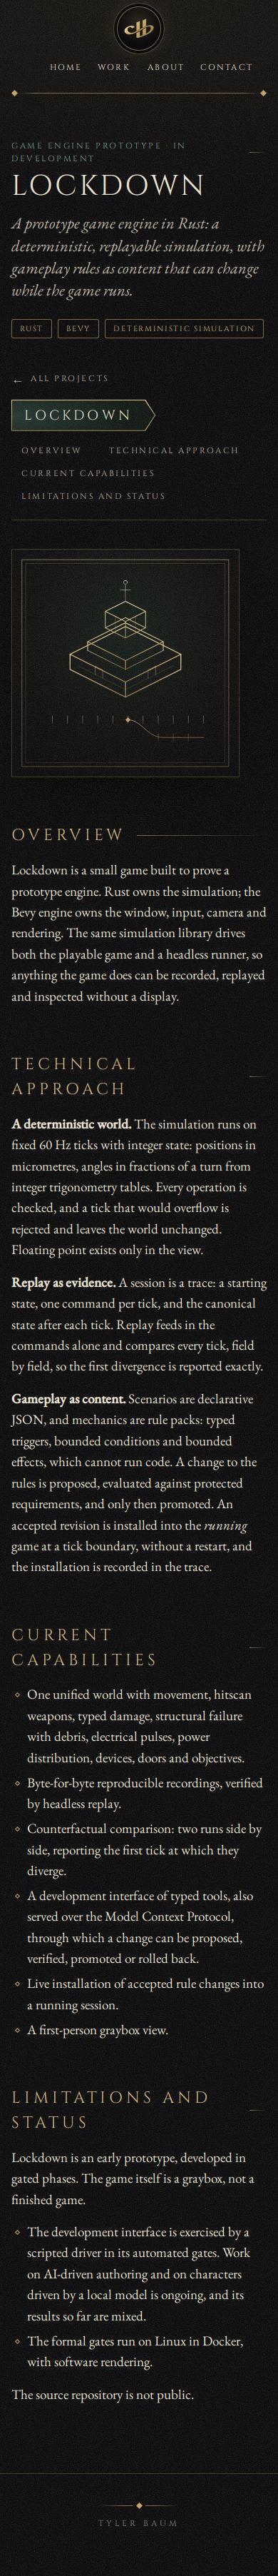 HOME WORK ABOUT CONTACT
GAME ENGINE PROTOTYPE · IN
DEVELOPMENT
LOCKDOWN
A prototype game engine in Rust: a
deterministic, replayable simulation, with
gameplay rules as content that can change
while the game runs.
RUST BEVY DETERMINISTIC SIMULATION
← ALL PROJECTS
LOCKDOWN
OVERVIEW TECHNICAL APPROACH
CURRENT CAPABILITIES
LIMITATIONS AND STATUS
OVERVIEW
Lockdown is a small game built to prove a
prototype engine. Rust owns the simulation; the
Bevy engine owns the window, input, camera and
rendering. The same simulation library drives
both the playable game and a headless runner, so
anything the game does can be recorded, replayed
and inspected without a display.
TECHNICAL
APPROACH
A deterministic world. The simulation runs on
fixed 60 Hz ticks with integer state: positions in
micrometres, angles in fractions of a turn from
integer trigonometry tables. Every operation is
checked, and a tick that would overflow is
rejected and leaves the world unchanged.
Floating point exists only in the view.
Replay as evidence. A session is a trace: a starting
state, one command per tick, and the canonical
state after each tick. Replay feeds in the
commands alone and compares every tick, field
by field, so the first divergence is reported exactly.
Gameplay as content. Scenarios are declarative
JSON, and mechanics are rule packs: typed
triggers, bounded conditions and bounded
effects, which cannot run code. A change to the
rules is proposed, evaluated against protected
requirements, and only then promoted. An
accepted revision is installed into the running
game at a tick boundary, without a restart, and
the installation is recorded in the trace.
CURRENT
CAPABILITIES
One unified world with movement, hitscan
weapons, typed damage, structural failure
with debris, electrical pulses, power
distribution, devices, doors and objectives.
Byte-for-byte reproducible recordings, verified
by headless replay.
Counterfactual comparison: two runs side by
side, reporting the first tick at which they
diverge.
A development interface of typed tools, also
served over the Model Context Protocol,
through which a change can be proposed,
verified, promoted or rolled back.
Live installation of accepted rule changes into
a running session.
A first-person graybox view.
LIMITATIONS AND
STATUS
Lockdown is an early prototype, developed in
gated phases. The game itself is a graybox, not a
finished game.
The development interface is exercised by a
scripted driver in its automated gates. Work
on AI-driven authoring and on characters
driven by a local model is ongoing, and its
results so far are mixed.
The formal gates run on Linux in Docker,
with software rendering.
The source repository is not public.
TYLER BAUM